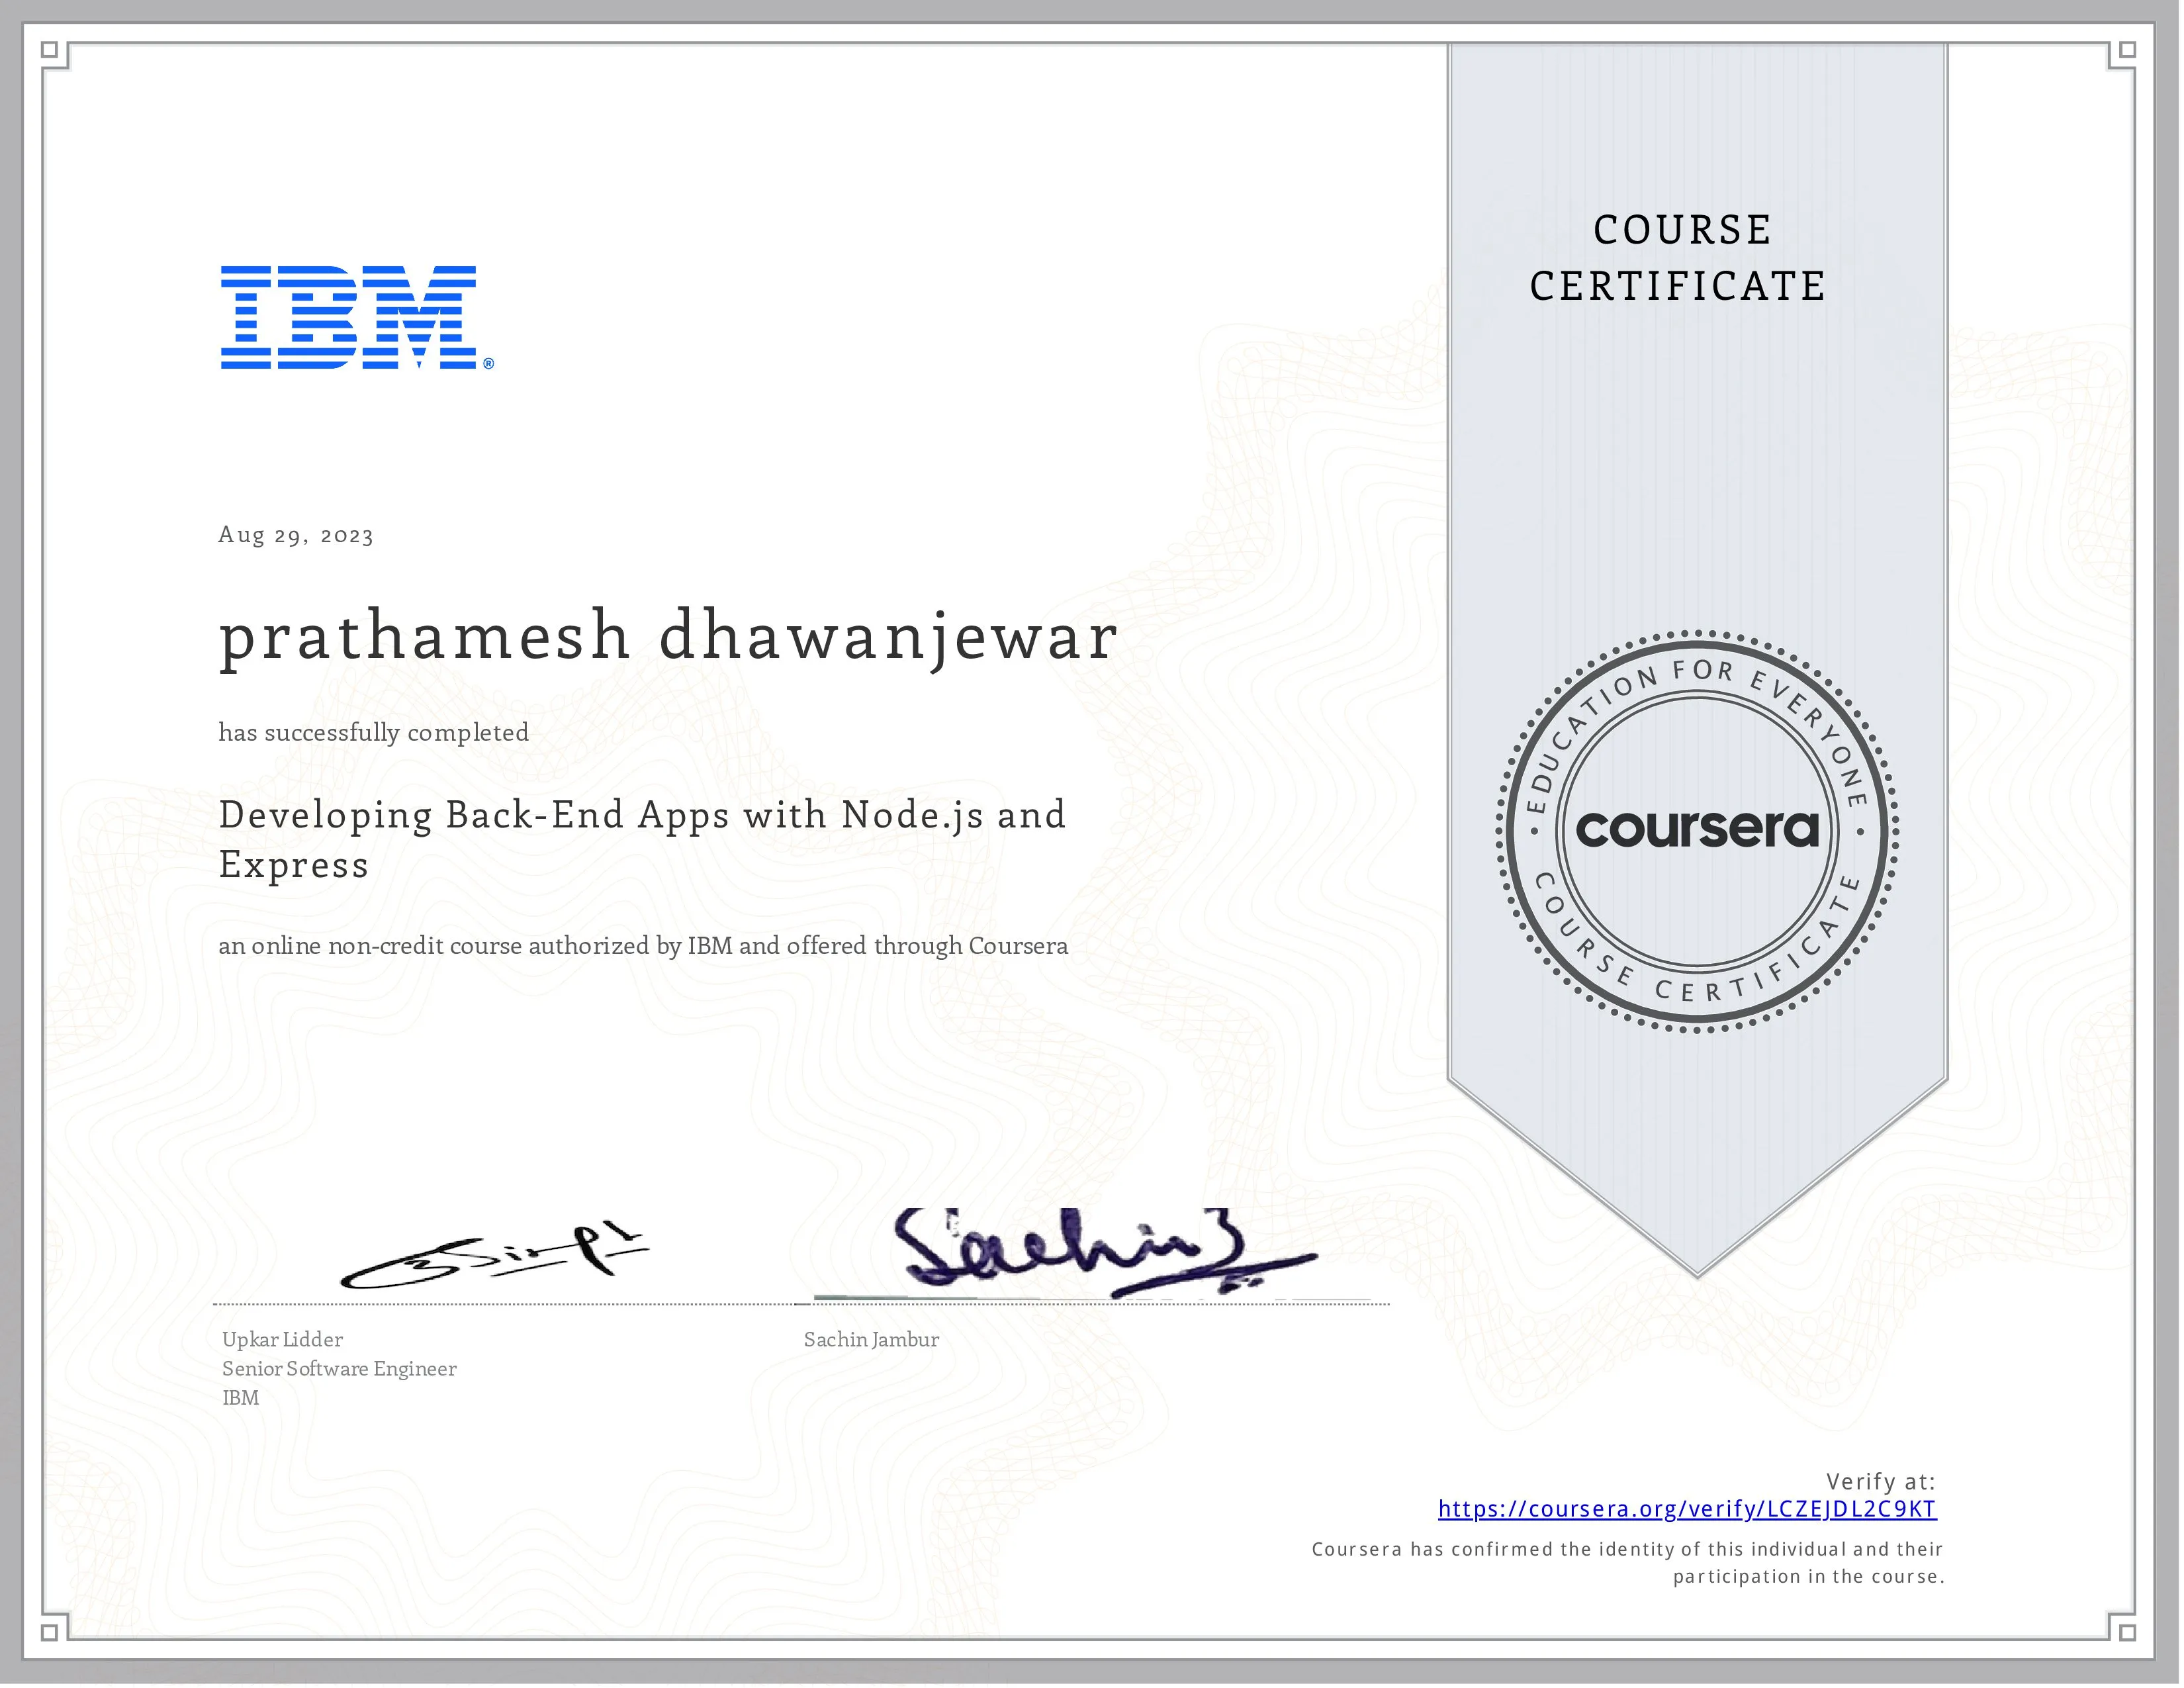 COURSE
CERTIFICATE
IBM®
Aug 29, 2023
prathamesh dhawanjewar
has successfully completed
Developing Back-End Apps with Node.js and
Express
an online non-credit course authorized by IBM and offered through Coursera
EDUCATION FOR EVERYONE
coursera
COURSE CERTIFICATE
Sachin J
Upkar Lidder
Senior Software Engineer
IBM
Sachin Jambur
Verify at:
https://coursera.org/verify/LCZEJDL2C9KT
Coursera has confirmed the identity of this individual and their
participation in the course.